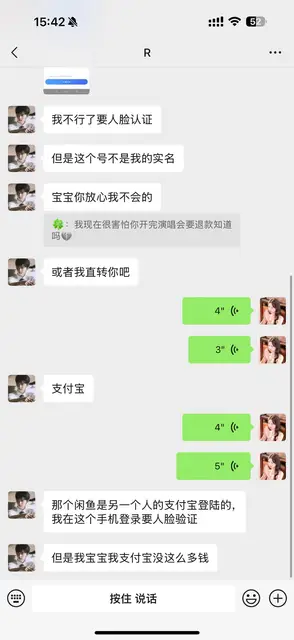 15:42
52
R
我不行了要人脸认证
但是这个号不是我的实名
宝宝你放心我不会的
🍀：我现在很害怕你开完演唱会要退款知道
吗💔
或者我直转你吧
4"
3"
支付宝
4"
5"
那个闲鱼是另一个人的支付宝登陆的，
我在这个手机登录要人脸验证
但是我宝宝我支付宝没这么多钱
按住 说话